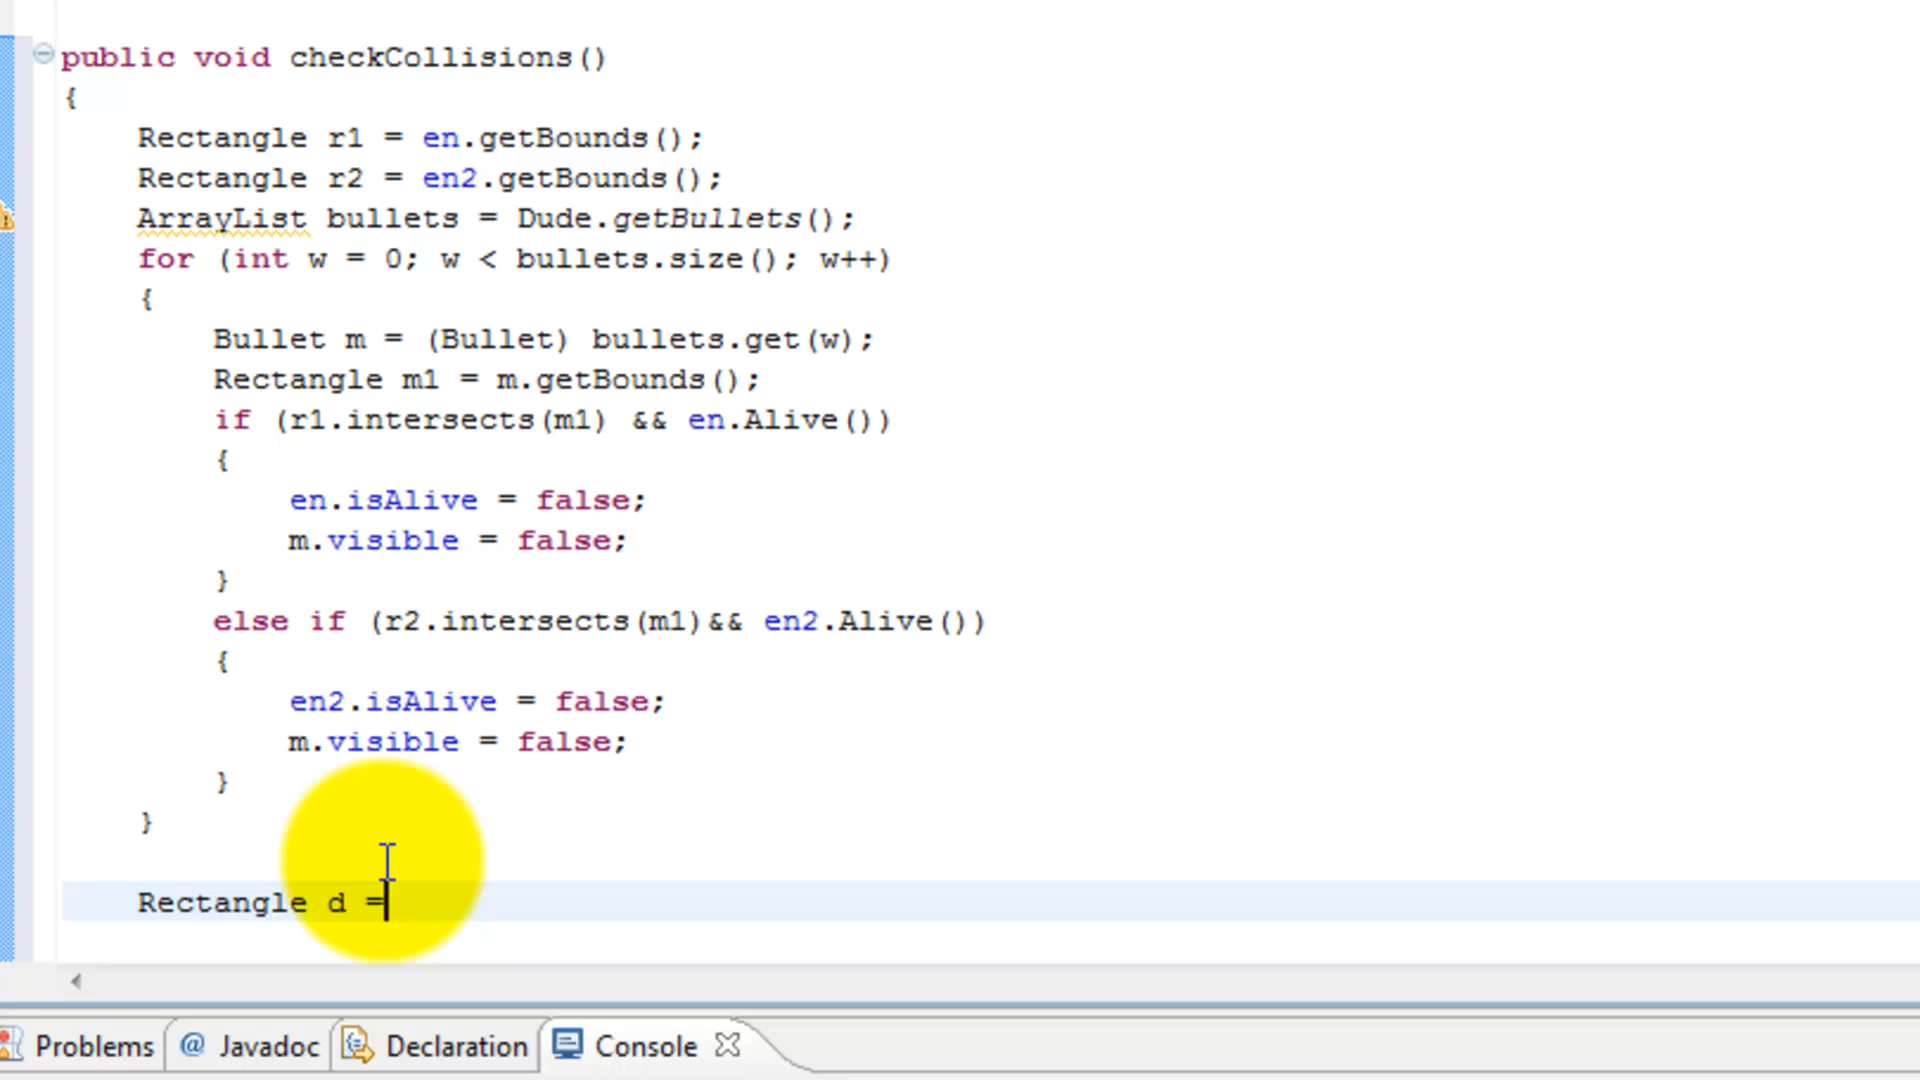 public void checkCollisions()
{
Rectangle r1 = en.getBounds();
Rectangle r2 = en2.getBounds();
ArrayList bullets = Dude.getBullets();
for (int w = 0; w < bullets.size(); w++)
{
Bullet m = (Bullet) bullets.get(w);
Rectangle m1 = m.getBounds();
if (r1.intersects(m1) && en.Alive())
{
en.isAlive = false;
m.visible = false;
}
else if (r2.intersects(m1)&& en2.Alive())
{
en2.isAlive = false;
m.visible = false;
}
}
Rectangle d =
Problems @ Javadoc Declaration Console